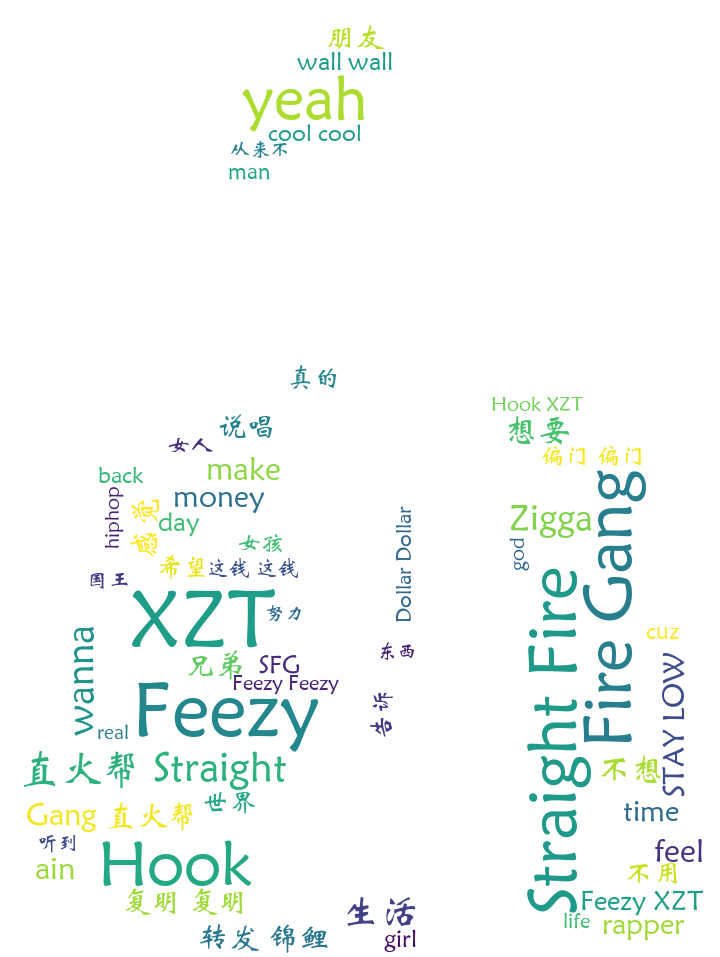 朋友
wall wall
yeah
cool cool
从来不
man
真的
Hook XZT
说唱
想要
女人
偏门 偏门
make
back
money
hiphop
感觉
day
Zigga
Dollar Dollar
god
女孩
希望
这钱 这钱
国王
XZT
努力
Straight Fire
Fire Gang
cuz
wanna
兄弟
SFG
东西
Feezy Feezy
Feezy
告诉
STAY LOW
real
直火帮 Straight
不想
世界
Gang 直火帮
time
听到
ain
Hook
feel
不用
复明 复明
生活
Feezy XZT
life
rapper
转发 锦鲤
girl